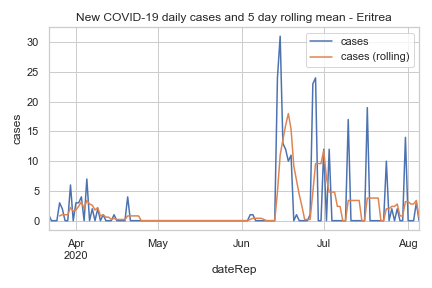 New COVID-19 daily cases and 5 day rolling mean - Eritrea
cases
cases (rolling)
30
25
20
15
10
5
0
cases
Apr
2020
May
Jun
Jul
Aug
dateRep